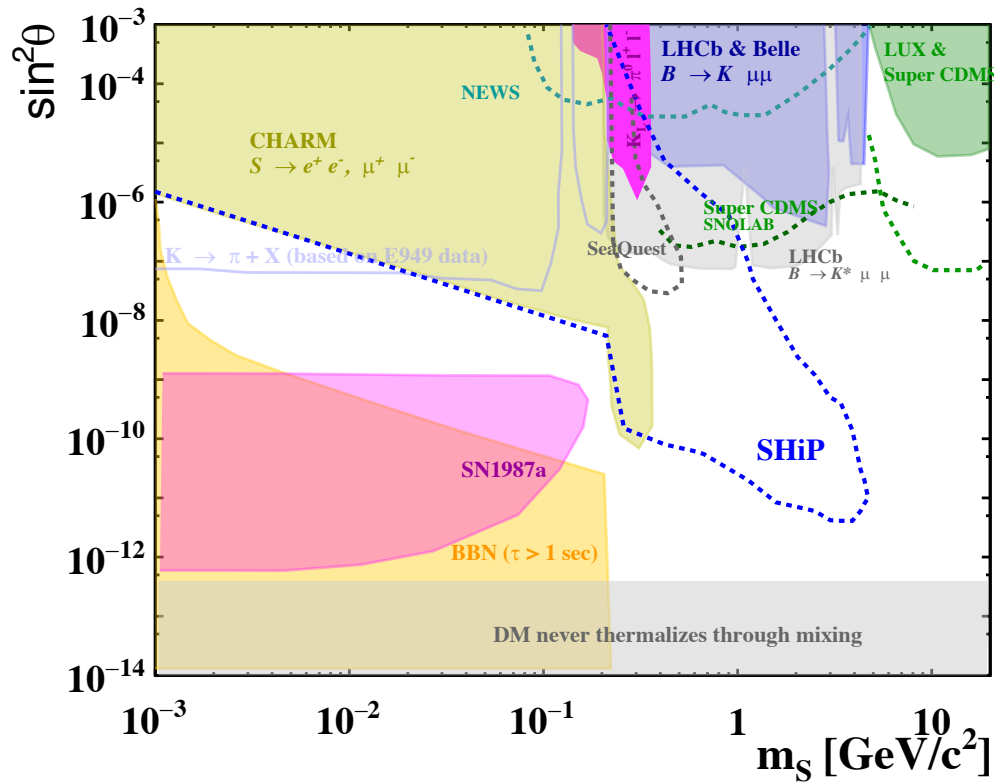 sin²θ
10⁻³
10⁻⁴
10⁻⁶
10⁻⁸
10⁻¹⁰
10⁻¹²
10⁻¹⁴
NEWS
CHARM
S → e⁺ e⁻, μ⁺ μ⁻
K → π + X (based on E949 data)
K_L → π⁰ l⁺ l⁻
LHCb & Belle
B → K μμ
LUX &
Super CDMS
Super CDMS
SNOLAB
SeaQuest
LHCb
B → K* μ μ
SHiP
SN1987a
BBN (τ > 1 sec)
DM never thermalizes through mixing
10⁻³
10⁻²
10⁻¹
1
10
m_S [GeV/c²]